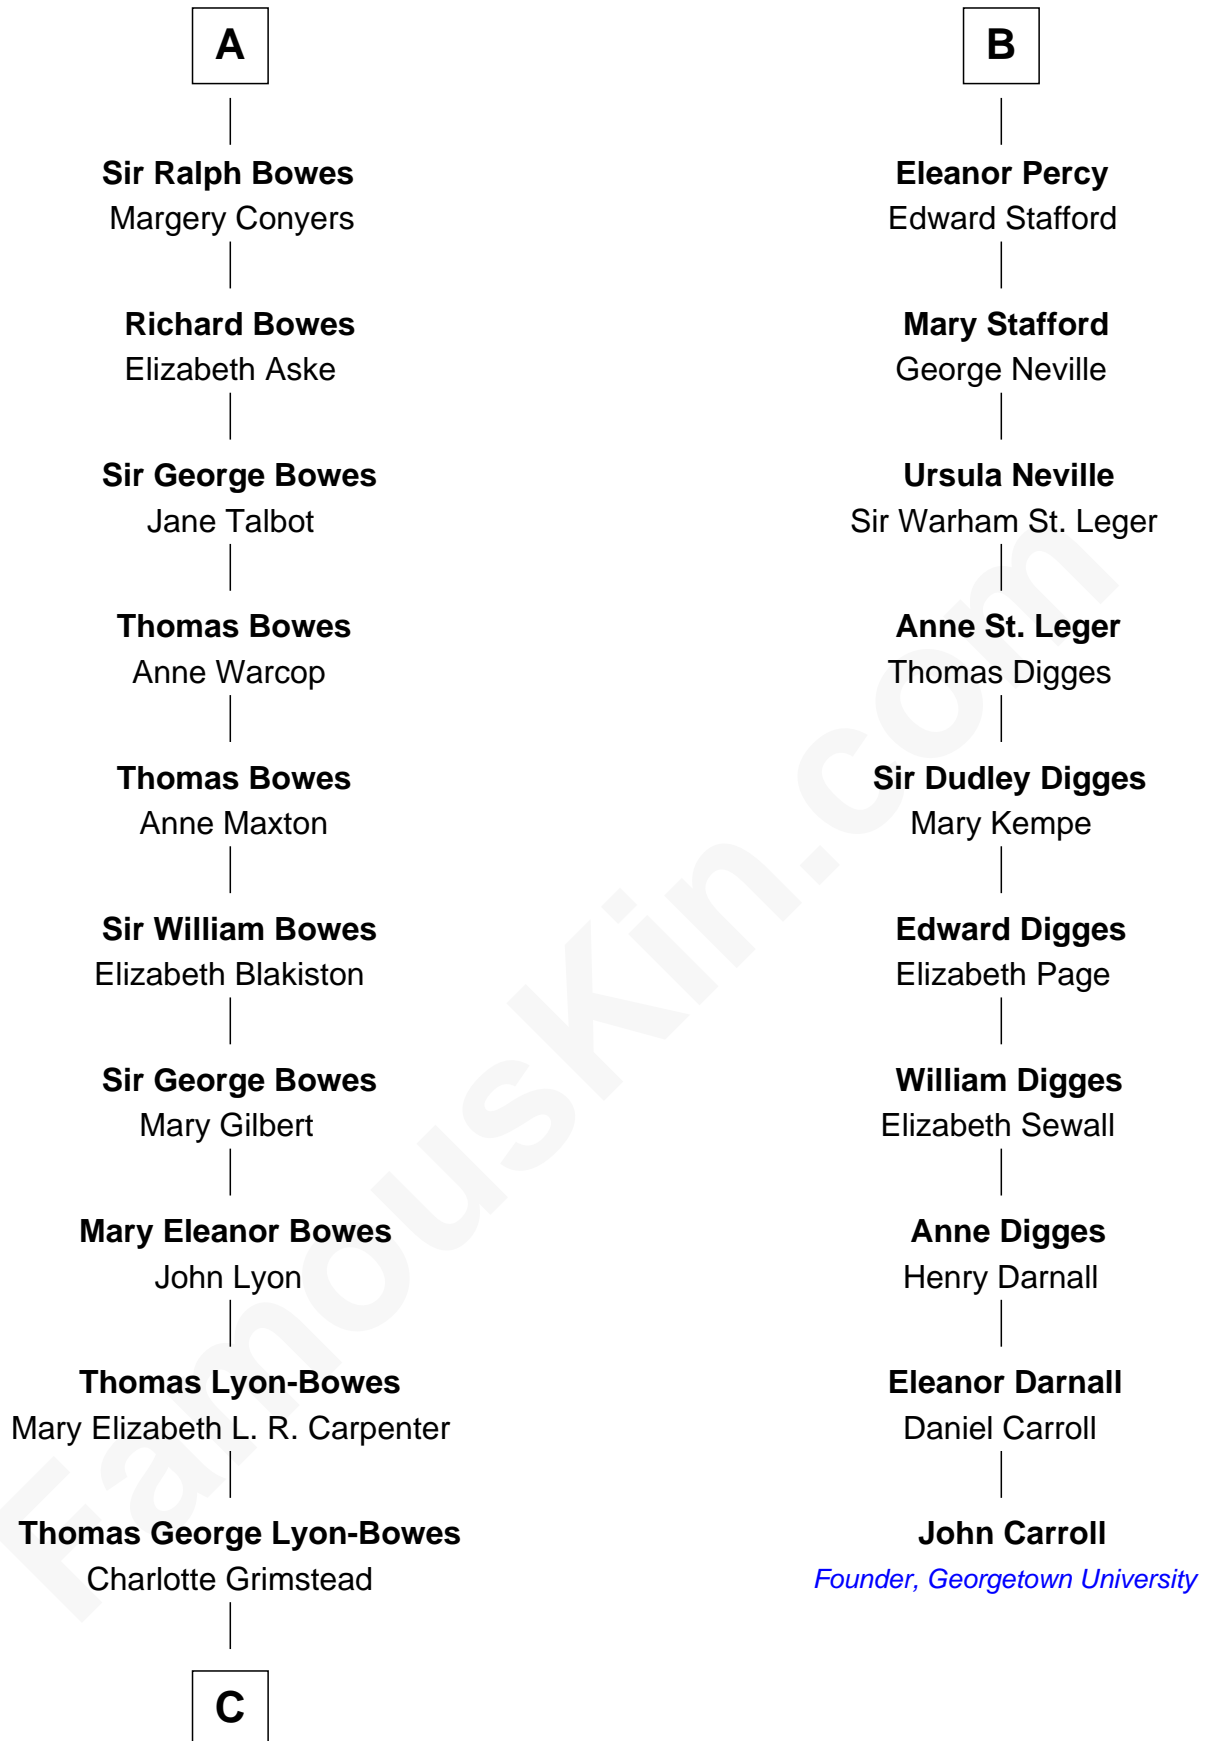 A
Sir Ralph Bowes
Margery Conyers
Richard Bowes
Elizabeth Aske
Sir George Bowes
Jane Talbot
Thomas Bowes
Anne Warcop
Thomas Bowes
Anne Maxton
Sir William Bowes
Elizabeth Blakiston
Sir George Bowes
Mary Gilbert
Mary Eleanor Bowes
John Lyon
Thomas Lyon-Bowes
Mary Elizabeth L. R. Carpenter
Thomas George Lyon-Bowes
Charlotte Grimstead
C
B
Eleanor Percy
Edward Stafford
Mary Stafford
George Neville
Ursula Neville
Sir Warham St. Leger
Anne St. Leger
Thomas Digges
Sir Dudley Digges
Mary Kempe
Edward Digges
Elizabeth Page
William Digges
Elizabeth Sewall
Anne Digges
Henry Darnall
Eleanor Darnall
Daniel Carroll
John Carroll
Founder, Georgetown University
FamousKin.com